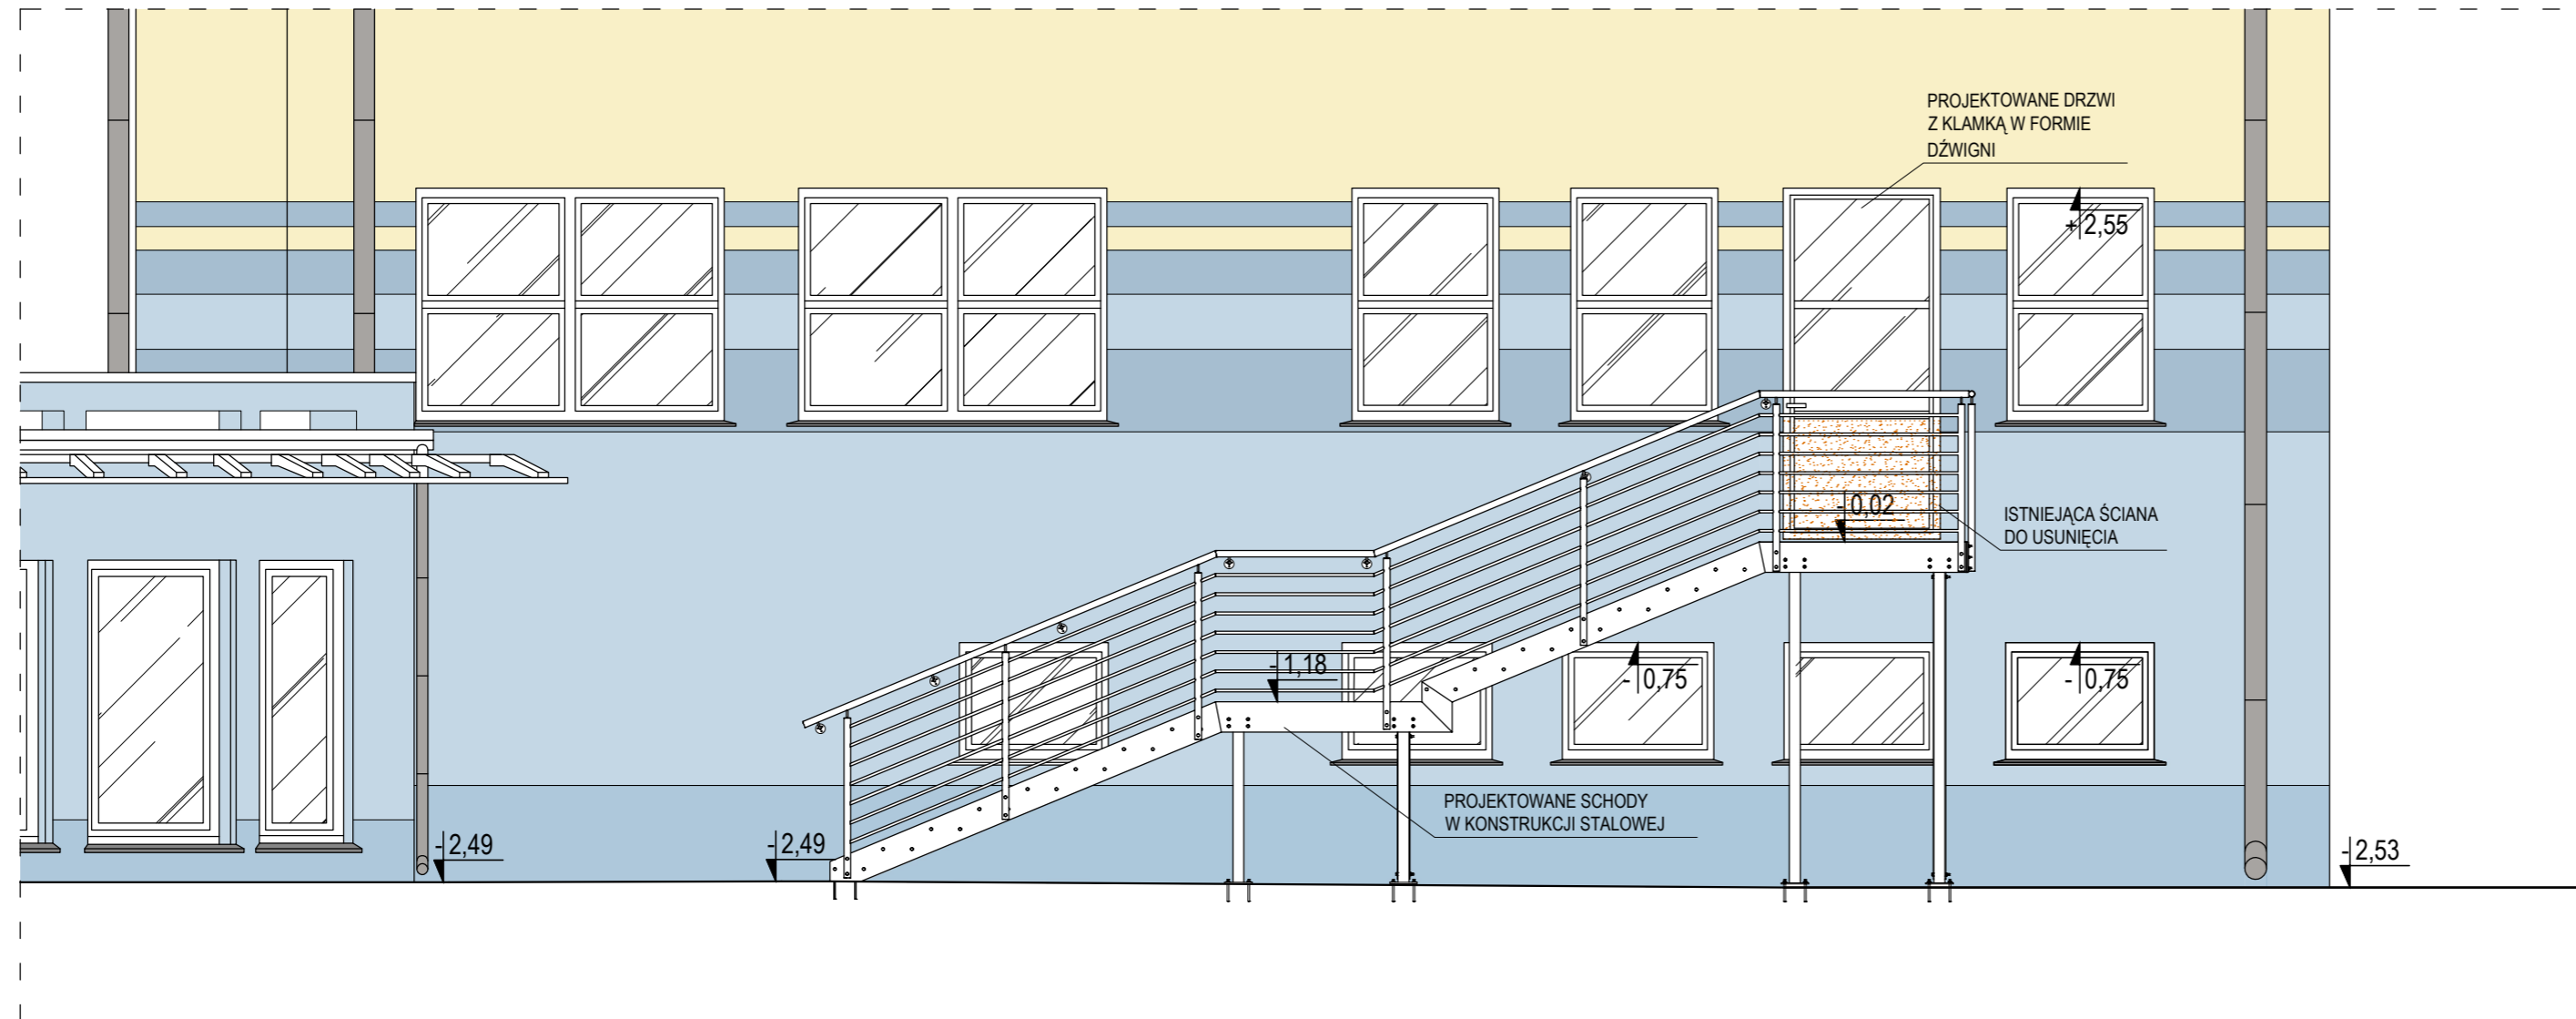 PROJEKTOWANE DRZWI
Z KLAMKĄ W FORMIE
DŹWIGNI
+2,55
-0,02
ISTNIEJĄCA ŚCIANA
DO USUNIĘCIA
-1,18
-0,75
-0,75
PROJEKTOWANE SCHODY
W KONSTRUKCJI STALOWEJ
-2,49
-2,49
-2,53